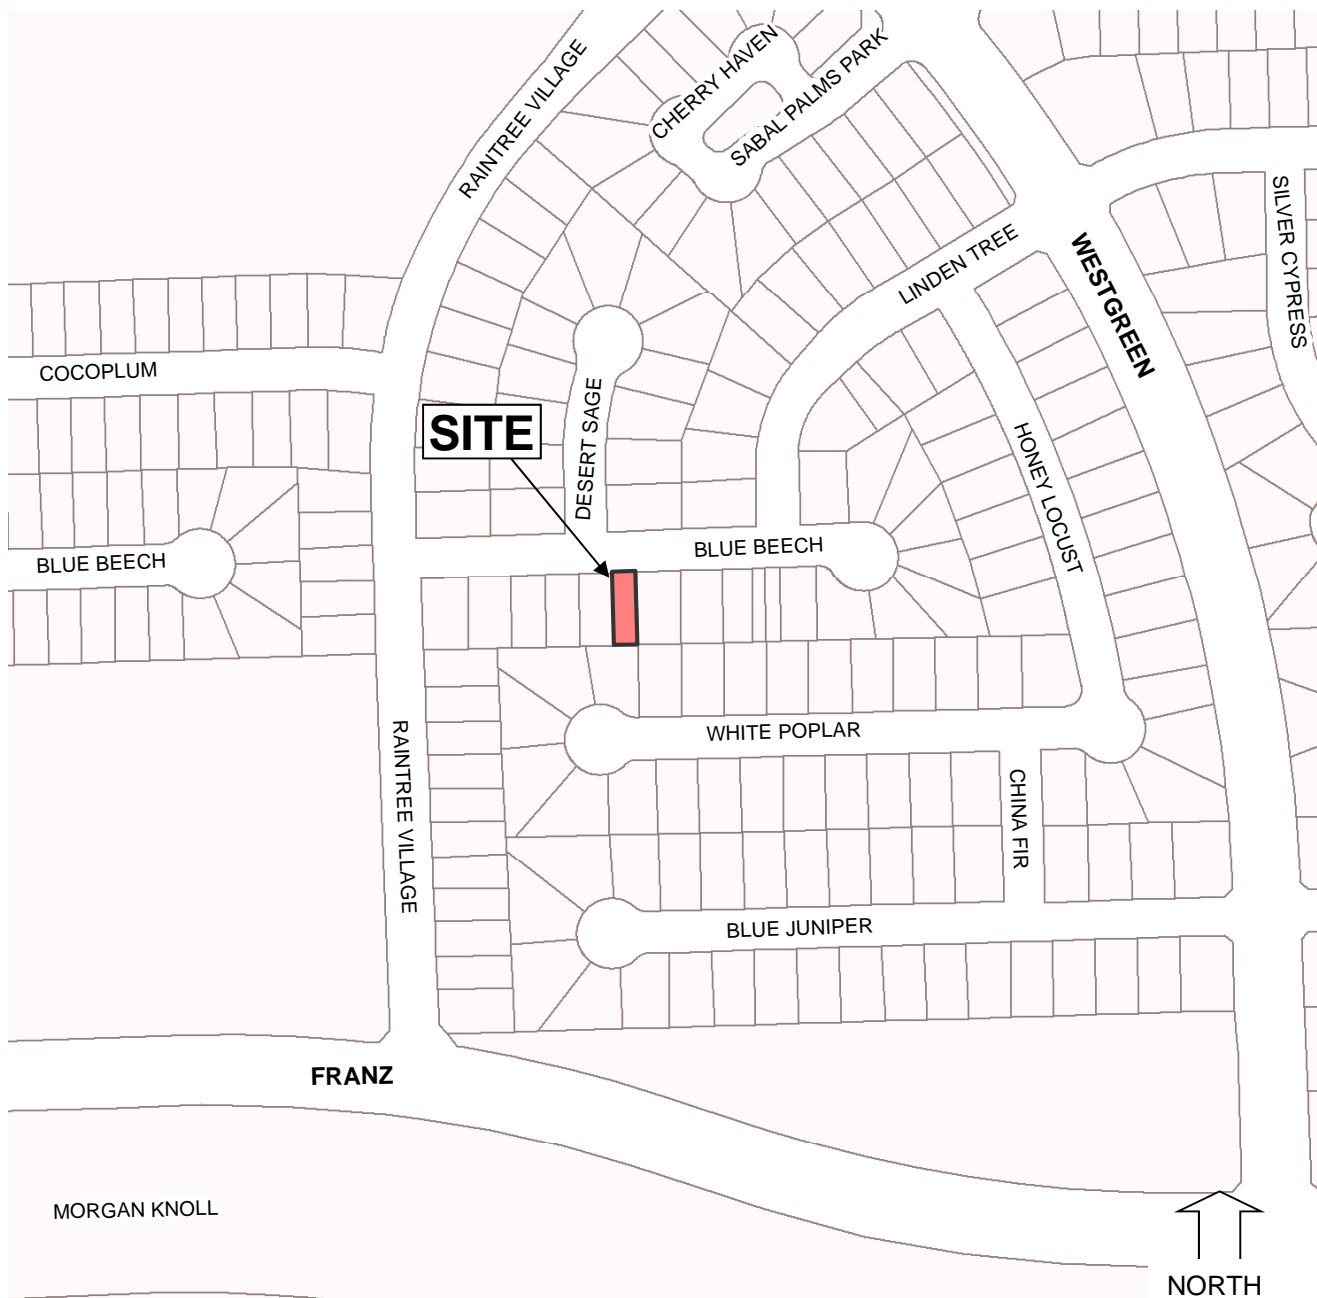 CHERRY HAVEN
SABAL PALMS PARK
RAINTREE VILLAGE
SILVER CYPRESS
LINDEN TREE
WESTGREEN
COCOPLUM
DESERT SAGE
SITE
HONEY LOCUST
BLUE BEECH
BLUE BEECH
WHITE POPLAR
RAINTREE VILLAGE
CHINA FIR
BLUE JUNIPER
FRANZ
MORGAN KNOLL
NORTH